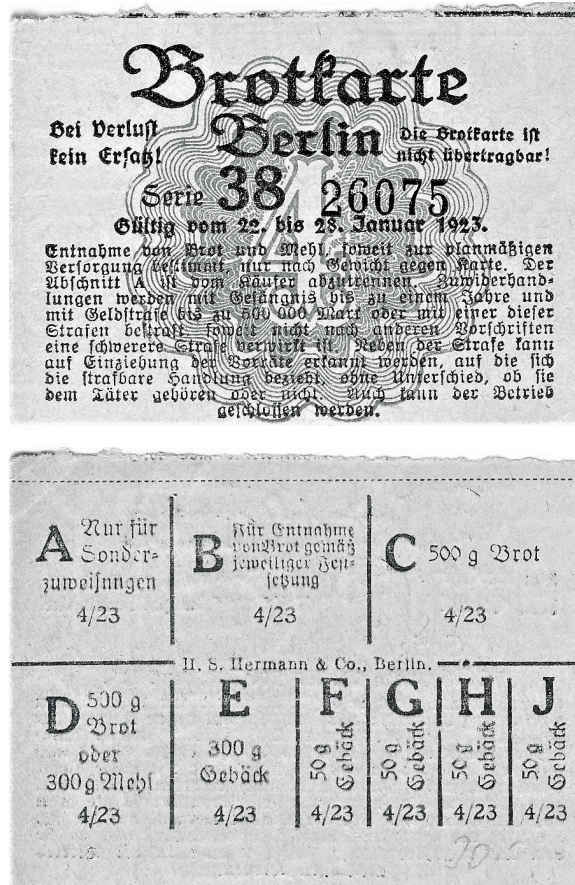 Brotkarte
Bei Verlust
kein Ersatz!
Berlin
Die Brotkarte ist
nicht übertragbar!
Serie 38 26075
Gültig vom 22. bis 28. Januar 1923.
Entnahme von Brot und Mehl, soweit zur planmäßigen
Versorgung bestimmt, nur nach Gewicht gegen Karte. Der
Abschnitt A ist vom Käufer abzutrennen. Zuwiderhand-
lungen werden mit Gefängnis bis zu einem Jahre und
mit Geldstrafe bis zu 500 000 Mark oder mit einer dieser
Strafen bestraft, soweit nicht nach anderen Vorschriften
eine schwerere Strafe verwirkt ist. Neben der Strafe kann
auf Einziehung der Vorräte erkannt werden, auf die sich
die strafbare Handlung bezieht, ohne Unterschied, ob sie
dem Täter gehören oder nicht. Auch kann der Betrieb
geschlossen werden.
A Nur für
Sonder-
zuweisungen
4/23
B Für Entnahme
von Brot gemäß
jeweiliger Fest-
setzung
4/23
C 500 g Brot
4/23
H. S. Hermann & Co., Berlin.
D 500 g
Brot
oder
300 g Mehl
4/23
E
300 g
Gebäck
4/23
F
50 g
Gebäck
4/23
G
50 g
Gebäck
4/23
H
50 g
Gebäck
4/23
J
50 g
Gebäck
4/23